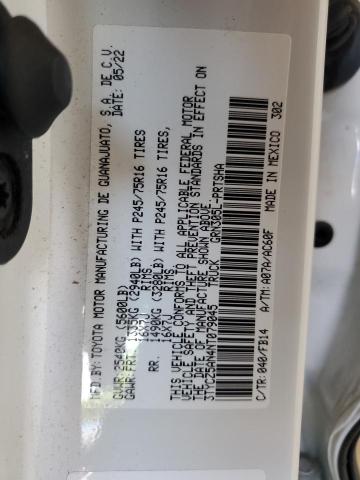 MFD. BY: TOYOTA MOTOR MANUFACTURING DE GUANAJUATO, S.A. DE C.V.
DATE: 05/22
GVWR: 2540KG (5600LB)
GAWR: FRT. 1335KG (2940LB) WITH P245/75R16 TIRES
16X7J RIMS
RR. 1490KG (3280LB) WITH P245/75R16 TIRES,
16X7J RIMS
THIS VEHICLE CONFORMS TO ALL APPLICABLE FEDERAL MOTOR
VEHICLE SAFETY AND THEFT PREVENTION STANDARDS IN EFFECT ON
THE DATE OF MANUFACTURE SHOWN ABOVE.
3TYCZ5AN4NT079045 TRUCK GRN305L-PRTSHA
C/TR: 040/FB14 A/TM: A07A/AC60F MADE IN MEXICO 302